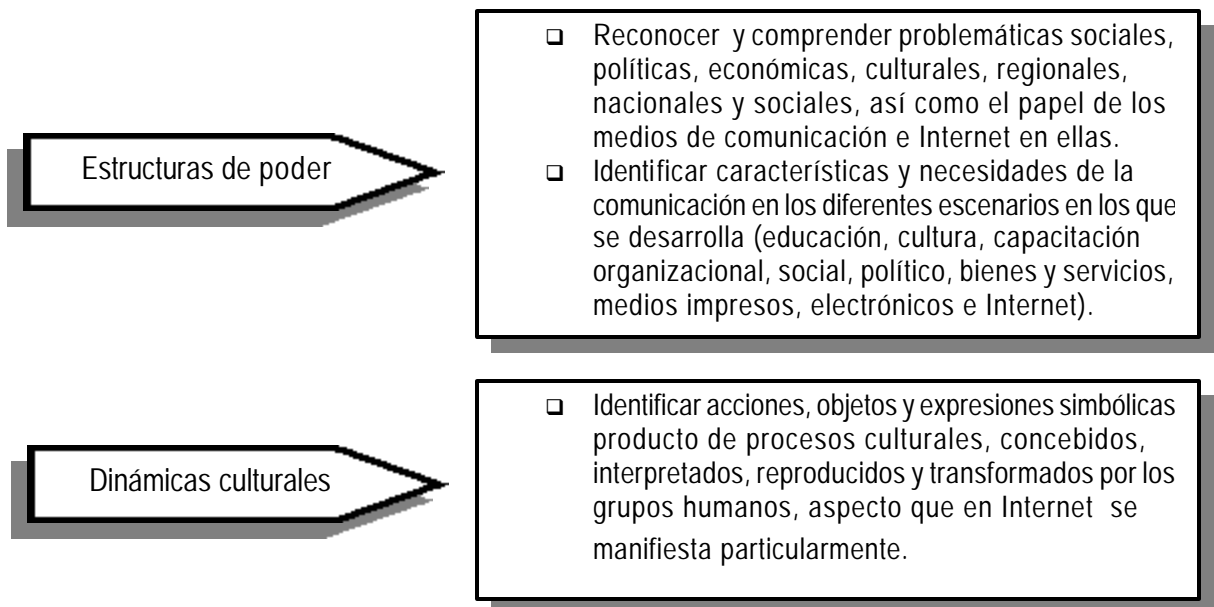 Estructuras de poder
❑ Reconocer y comprender problemáticas sociales,
políticas, económicas, culturales, regionales,
nacionales y sociales, así como el papel de los
medios de comunicación e Internet en ellas.
❑ Identificar características y necesidades de la
comunicación en los diferentes escenarios en los que
se desarrolla (educación, cultura, capacitación
organizacional, social, político, bienes y servicios,
medios impresos, electrónicos e Internet).
Dinámicas culturales
❑ Identificar acciones, objetos y expresiones simbólicas
producto de procesos culturales, concebidos,
interpretados, reproducidos y transformados por los
grupos humanos, aspecto que en Internet se
manifiesta particularmente.